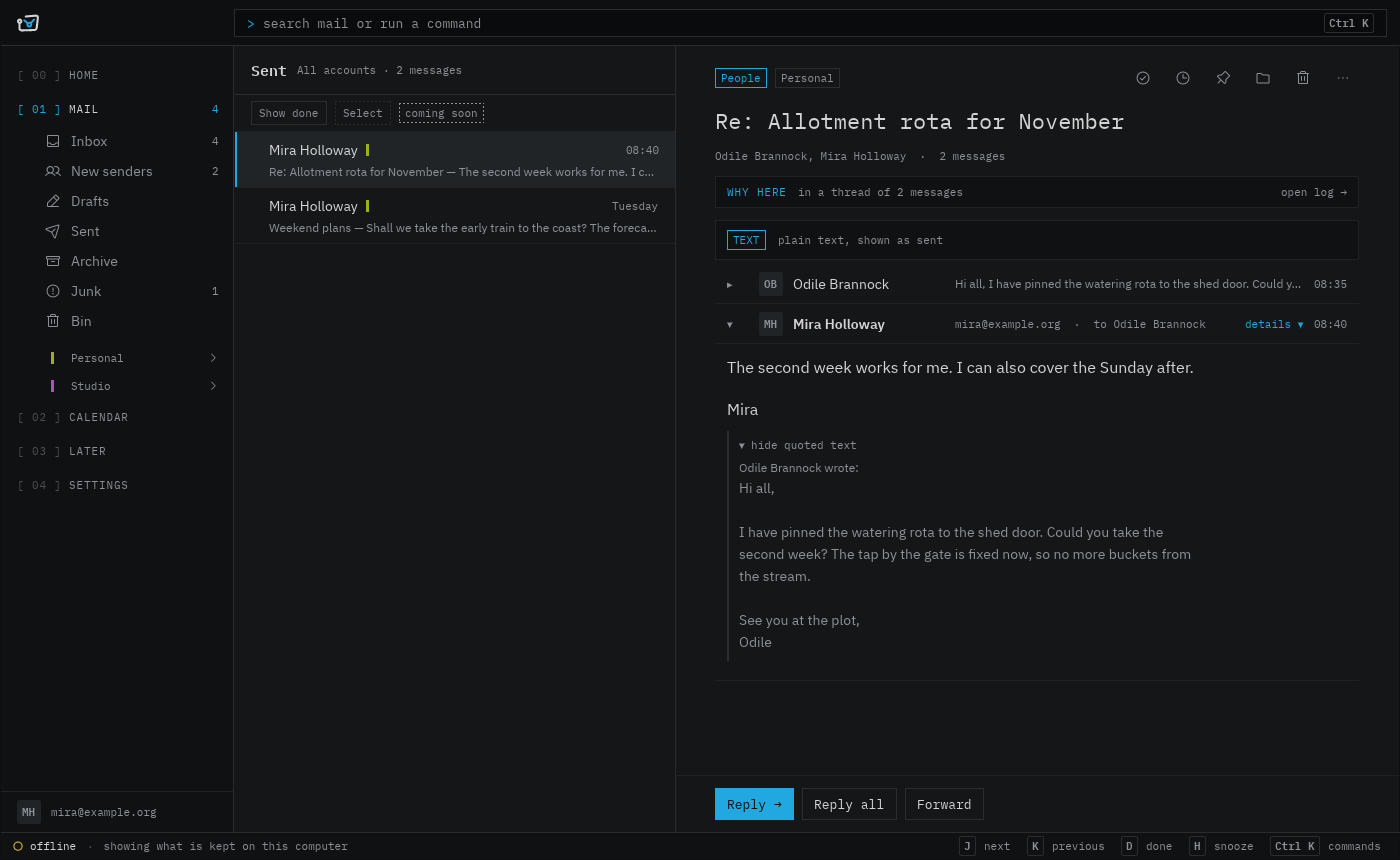 > search mail or run a command Ctrl K
[ 00 ] HOME
[ 01 ] MAIL 4
Inbox 4
New senders 2
Drafts
Sent
Archive
Junk 1
Bin
Personal
Studio
[ 02 ] CALENDAR
[ 03 ] LATER
[ 04 ] SETTINGS
MH mira@example.org
Sent All accounts · 2 messages
Show done Select coming soon
Mira Holloway 08:40
Re: Allotment rota for November — The second week works for me. I c…
Mira Holloway Tuesday
Weekend plans — Shall we take the early train to the coast? The foreca…
People Personal ···
Re: Allotment rota for November
Odile Brannock, Mira Holloway · 2 messages
WHY HERE in a thread of 2 messages open log →
TEXT plain text, shown as sent
▸ OB Odile Brannock Hi all, I have pinned the watering rota to the shed door. Could y… 08:35
▾ MH Mira Holloway mira@example.org · to Odile Brannock details ▾ 08:40
The second week works for me. I can also cover the Sunday after.
Mira
▾ hide quoted text
Odile Brannock wrote:
Hi all,
I have pinned the watering rota to the shed door. Could you take the
second week? The tap by the gate is fixed now, so no more buckets from
the stream.
See you at the plot,
Odile
Reply → Reply all Forward
offline · showing what is kept on this computer J next K previous D done H snooze Ctrl K commands